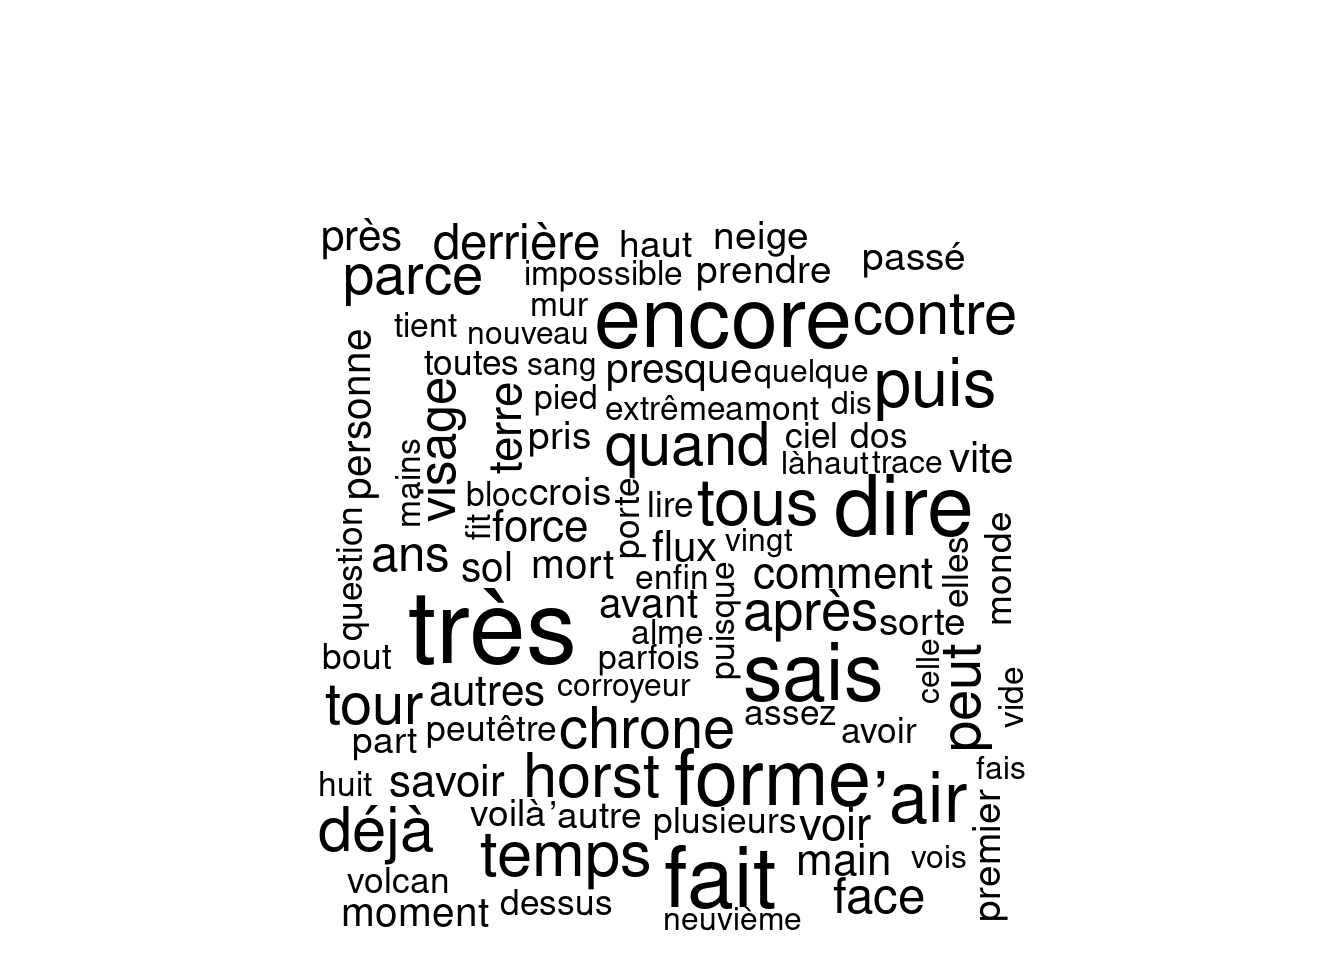 près derrière haut neige passé
parce impossible prendre
mur encore contre
tient nouveau
personne toutes sang presque quelque puis
visage terre pied extrême amont dis
mains pris quand ciel dos
làhaut trace vite
bloc crois porte lire tous dire
question fit force
ans flux vingt elles monde
sol mort enfin comment
très avant puisque après sorte
alme
bout parfois sais celle peut vide
tour autres corroyeur assez
part peutêtre chrone avoir
huit savoir horst forme ’air fais
déjà voilà ’autre plusieurs voir premier
temps fait main vois
volcan face
moment dessus neuvième